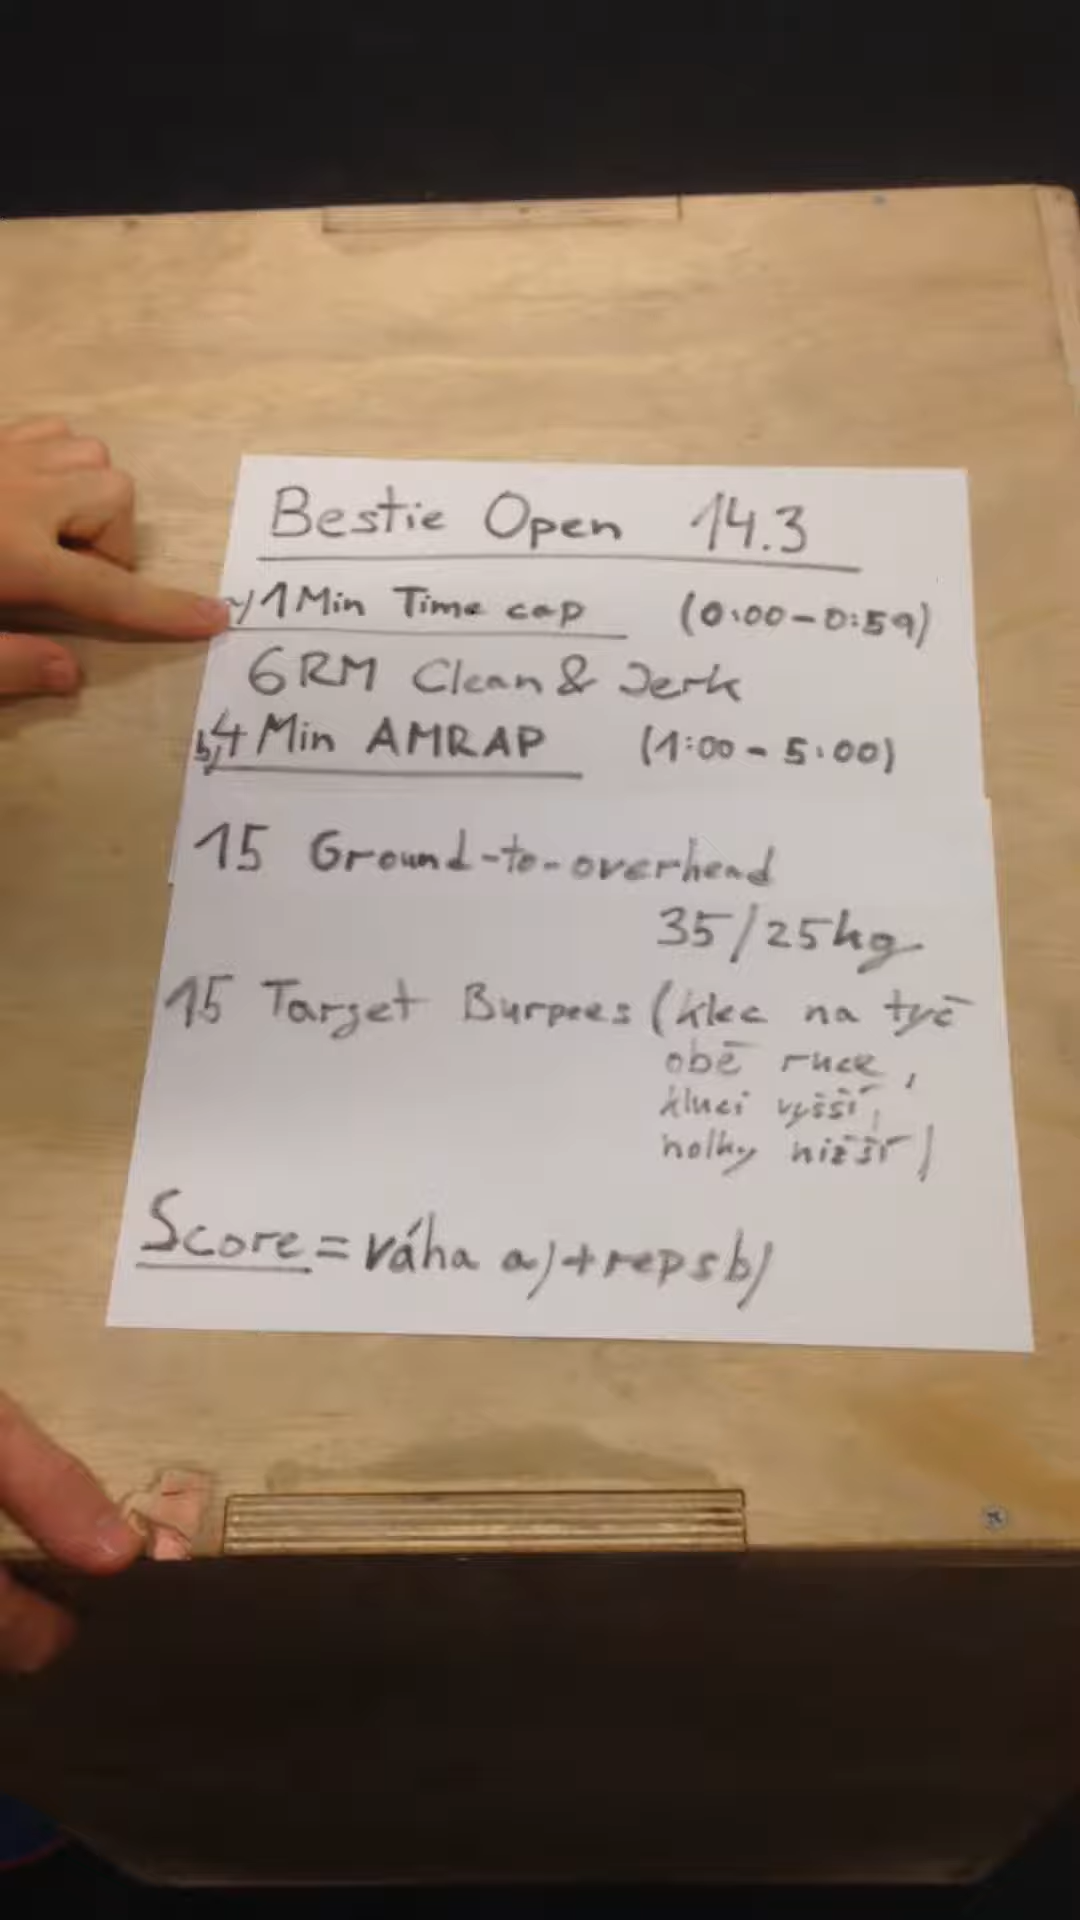 Bestie Open 14.3
a) 1 Min Time cap (0:00-0:59)
6RM Clean & Jerk
b) 4 Min AMRAP (1:00-5:00)
15 Ground-to-overhead
35/25kg
15 Target Burpees (klec na tyč
obě ruce,
kluci vyšší,
holky nižší)
Score = váha a) + reps b)